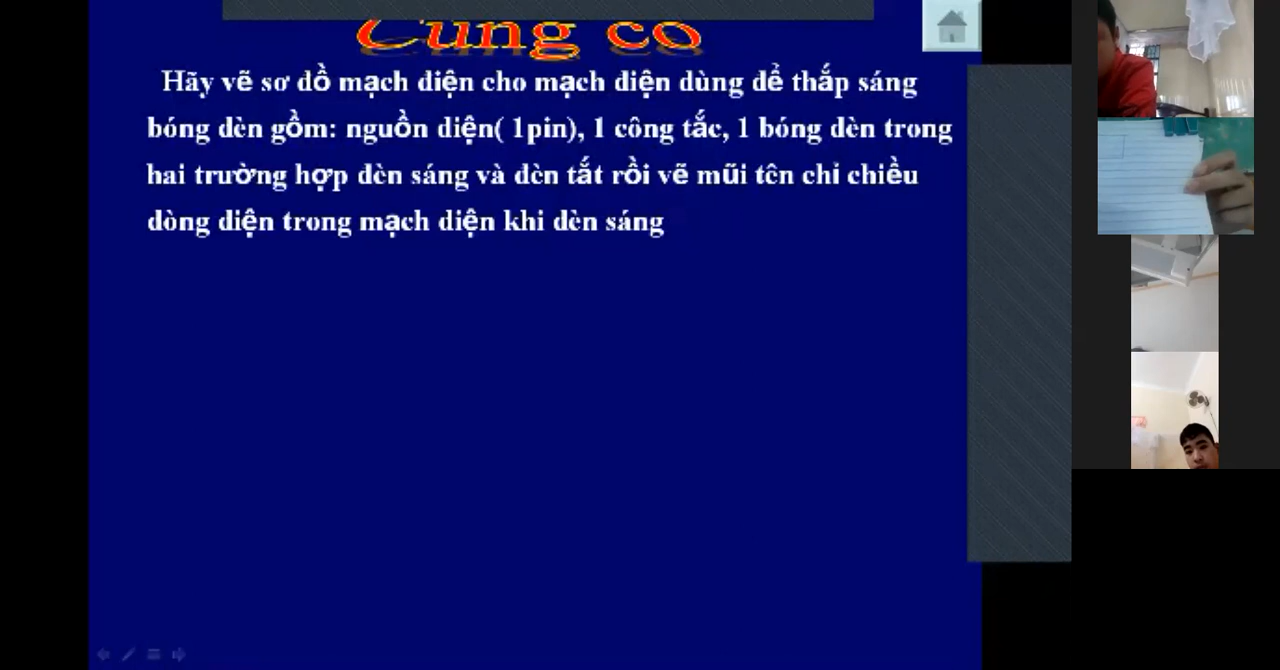 Củng cố
Hãy vẽ sơ đồ mạch điện cho mạch điện dùng để thắp sáng
bóng đèn gồm: nguồn điện( 1pin), 1 công tắc, 1 bóng đèn trong
hai trường hợp đèn sáng và đèn tắt rồi vẽ mũi tên chỉ chiều
dòng điện trong mạch điện khi đèn sáng